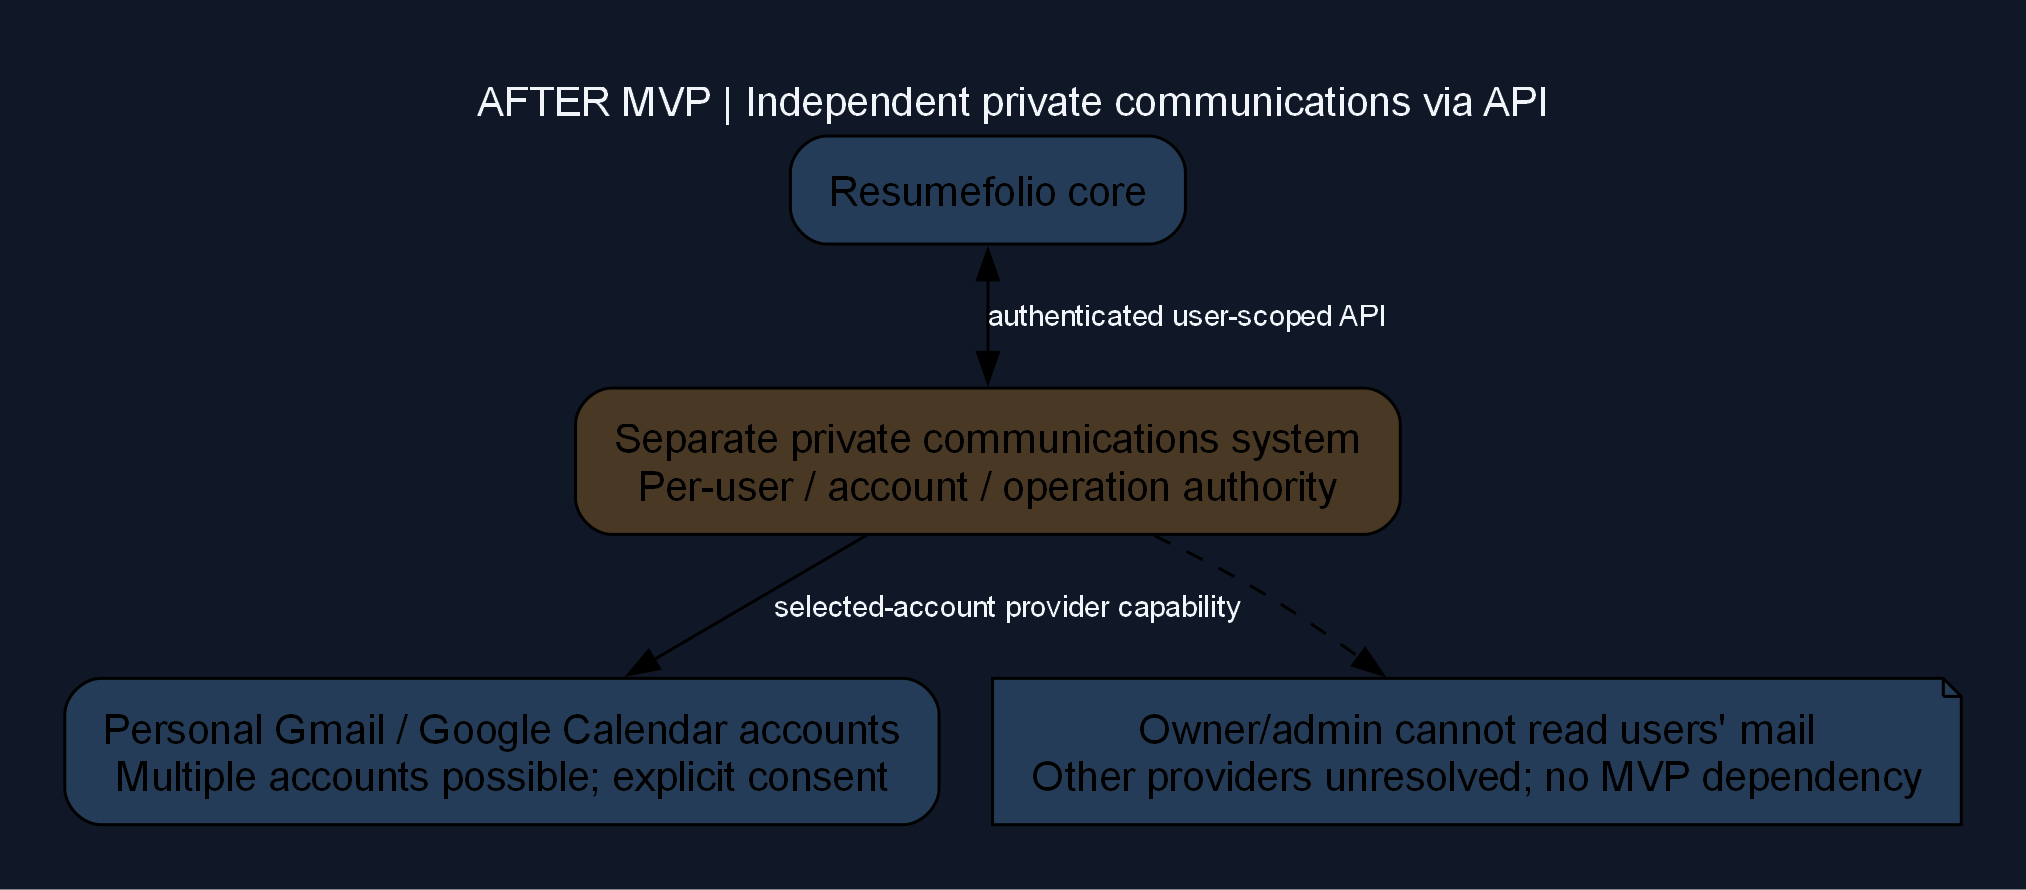 AFTER MVP | Independent private communications via API
Resumefolio core
authenticated user-scoped API
Separate private communications system
Per-user / account / operation authority
selected-account provider capability
Personal Gmail / Google Calendar accounts
Multiple accounts possible; explicit consent
Owner/admin cannot read users' mail
Other providers unresolved; no MVP dependency